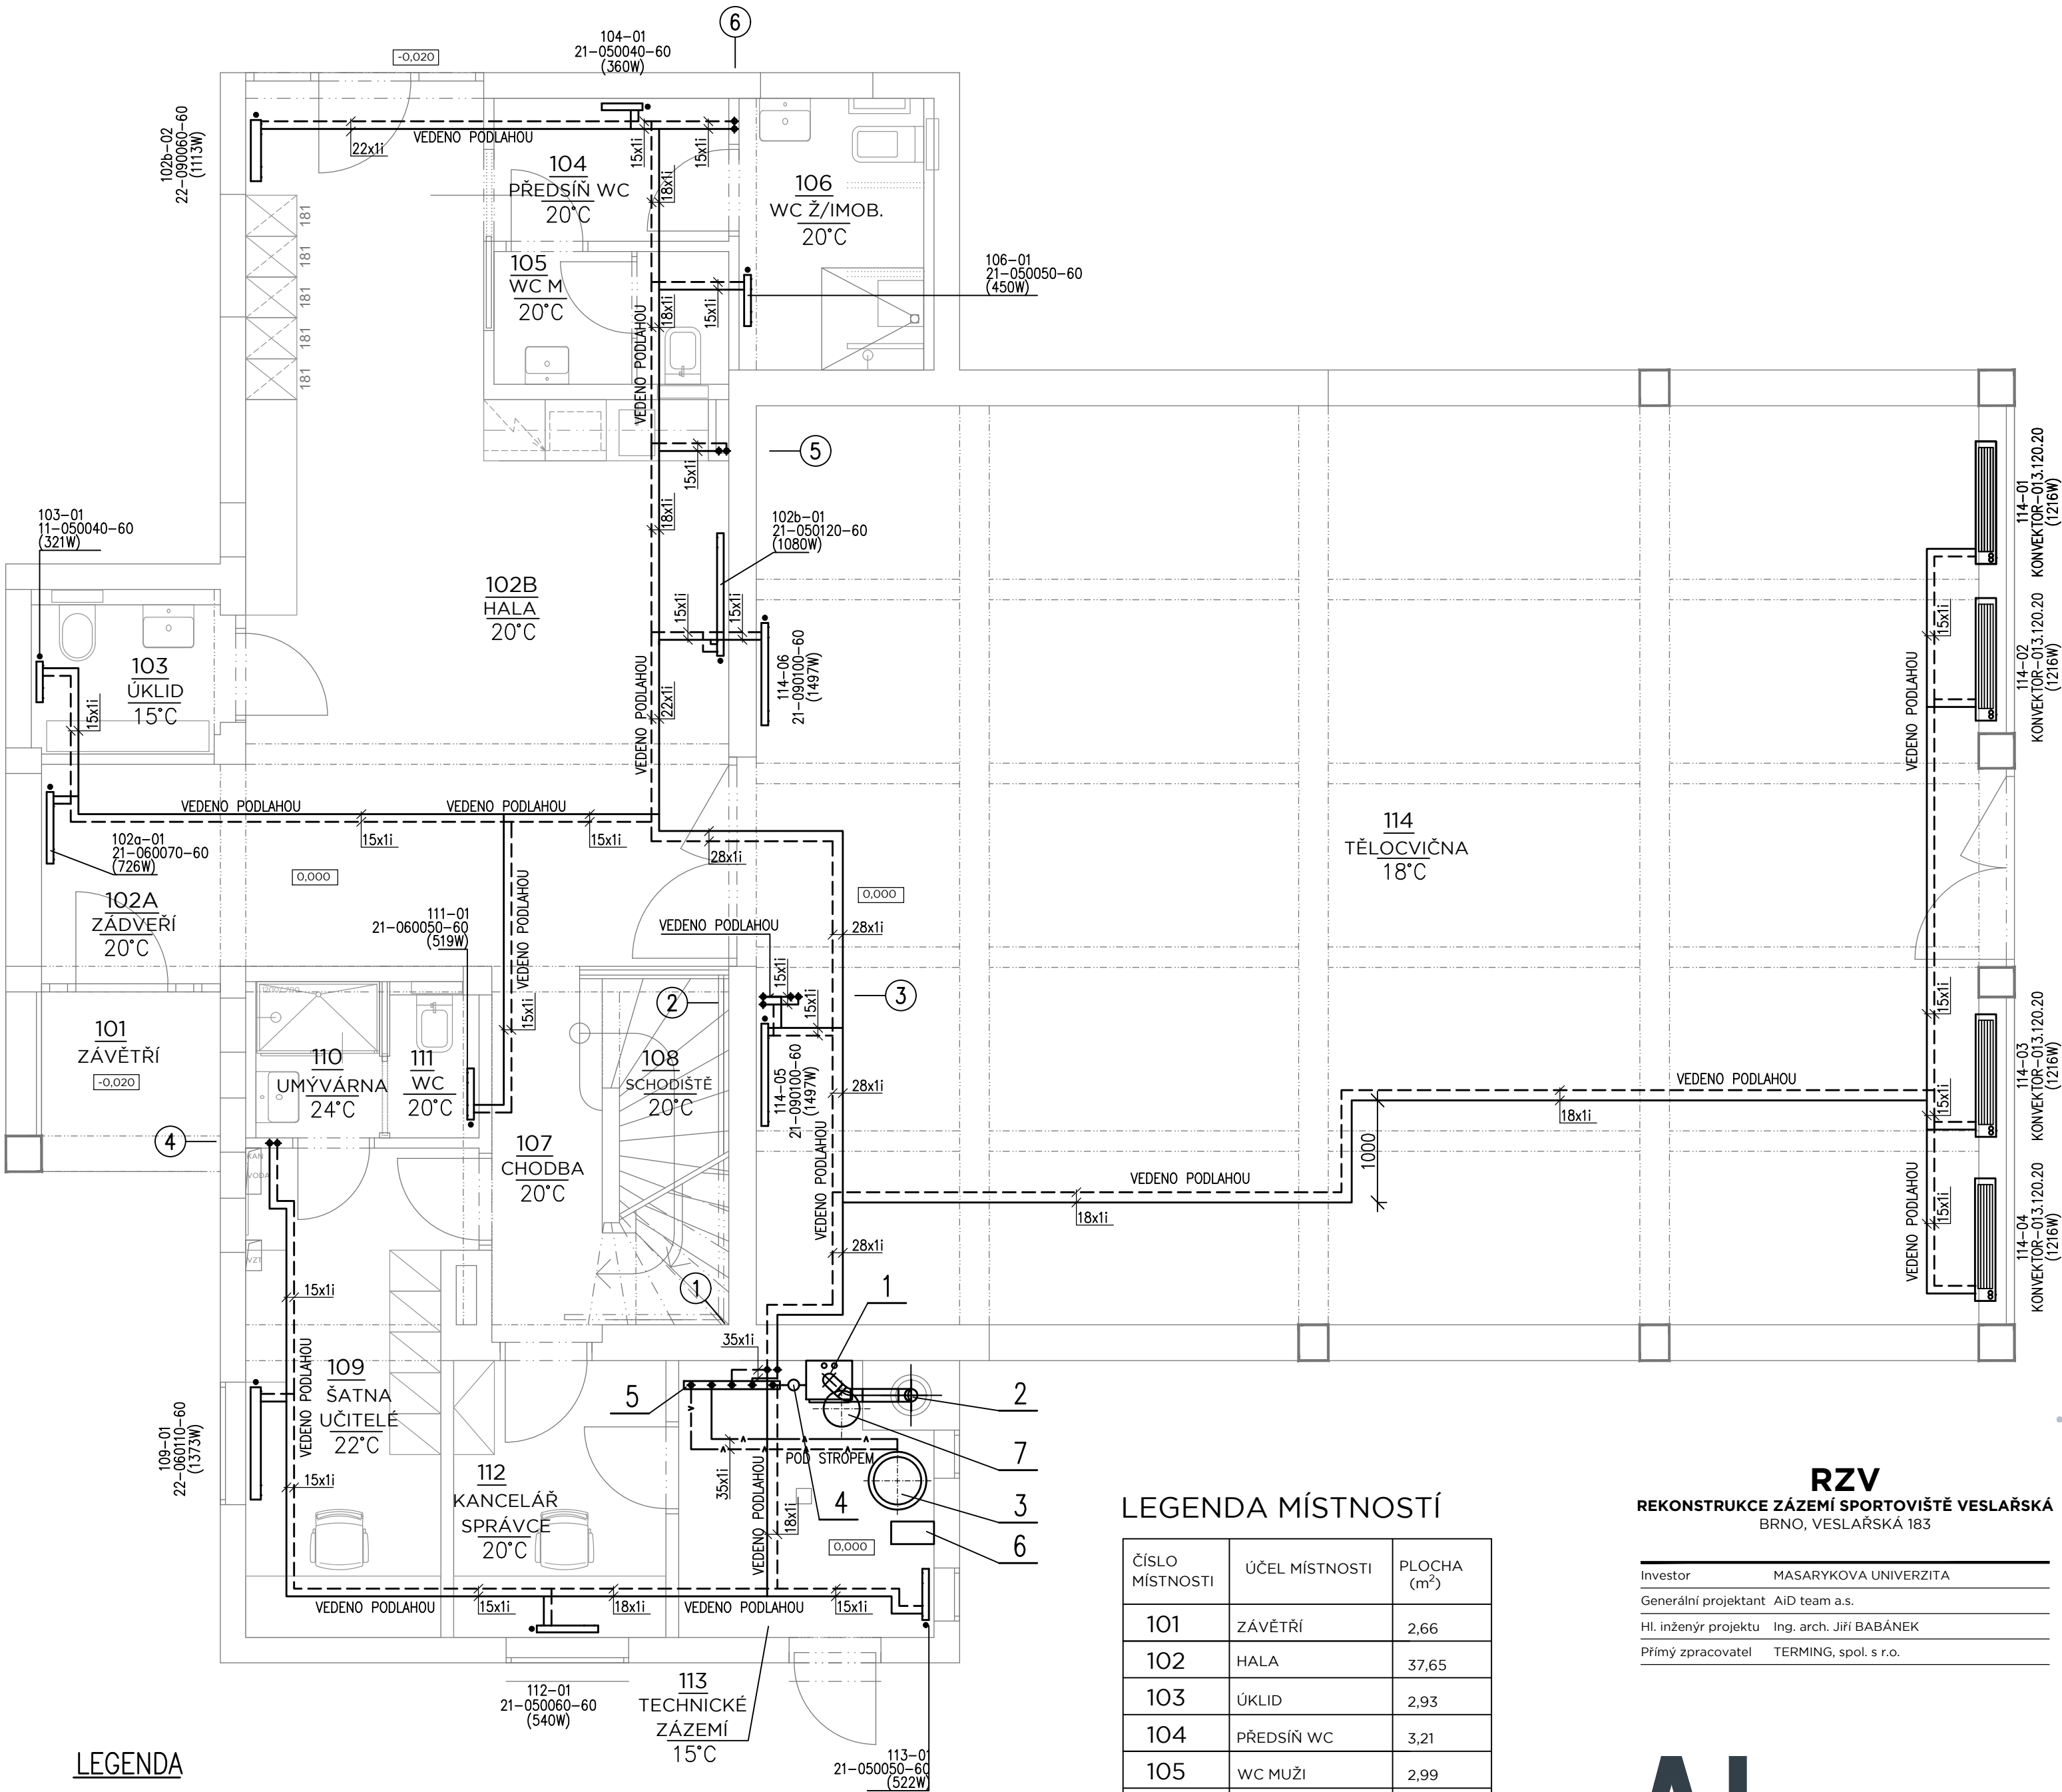 6
104-01
21-050040-60
(360W)
-0,020
102b-02
22-090060-60
(1113W)
VEDENO PODLAHOU
22x1i
15x1i
15x1i
18x1i
104
PŘEDSÍŇ WC
20°C
106
WC Ž/IMOB.
20°C
181
181
181
181
181
105
WC M
20°C
106-01
21-050050-60
(450W)
18x1i
15x1i
VEDENO PODLAHOU
5
15x1i
18x1i
103-01
11-050040-60
(321W)
102b-01
21-050120-60
(1080W)
102B
HALA
20°C
15x1i
15x1i
114-06
21-090100-60
(1497W)
103
ÚKLID
15°C
15x1i
VEDENO PODLAHOU
22x1i
114-01
KONVEKTOR-013.120.20
(1216W)
114-02
KONVEKTOR-013.120.20
(1216W)
15x1i
VEDENO PODLAHOU
VEDENO PODLAHOU
VEDENO PODLAHOU
15x1i
15x1i
28x1i
102a-01
21-060070-60
(726W)
114
TĚLOCVIČNA
18°C
0,000
0,000
102A
ZÁDVEŘÍ
20°C
111-01
21-060050-60
(519W)
VEDENO PODLAHOU
15x1i
VEDENO PODLAHOU
28x1i
15x1i
15x1i
2
3
101
ZÁVĚTŘÍ
-0,020
110
UMÝVÁRNA
24°C
111
WC
20°C
108
SCHODIŠTĚ
20°C
114-05
21-090100-60
(1497W)
28x1i
15x1i
114-03
KONVEKTOR-013.120.20
(1216W)
15x1i
VEDENO PODLAHOU
18x1i
4
107
CHODBA
20°C
KAN
VODA
VZT
VEDENO PODLAHOU
VEDENO PODLAHOU
18x1i
1000
28x1i
VEDENO PODLAHOU
15x1i
114-04
KONVEKTOR-013.120.20
(1216W)
1
1
15x1i
VEDENO PODLAHOU
35x1i
109
ŠATNA
UČITELÉ
22°C
109-01
22-060110-60
(1373W)
15x1i
5
2
7
POD STROPEM
35x1i
VEDENO PODLAHOU
18x1i
4
3
6
0,000
112
KANCELÁŘ
SPRÁVCE
20°C
VEDENO PODLAHOU
15x1i
18x1i
VEDENO PODLAHOU
15x1i
112-01
21-050060-60
(540W)
113
TECHNICKÉ
ZÁZEMÍ
15°C
113-01
21-050050-60
(522W)
LEGENDA
LEGENDA MÍSTNOSTÍ
ČÍSLO MÍSTNOSTI ÚČEL MÍSTNOSTI PLOCHA (m²)
101 ZÁVĚTŘÍ 2,66
102 HALA 37,65
103 ÚKLID 2,93
104 PŘEDSÍŇ WC 3,21
105 WC MUŽI 2,99
RZV
REKONSTRUKCE ZÁZEMÍ SPORTOVIŠTĚ VESLAŘSKÁ
BRNO, VESLAŘSKÁ 183
Investor MASARYKOVA UNIVERZITA
Generální projektant AiD team a.s.
Hl. inženýr projektu Ing. arch. Jiří BABÁNEK
Přímý zpracovatel TERMING, spol. s r.o.